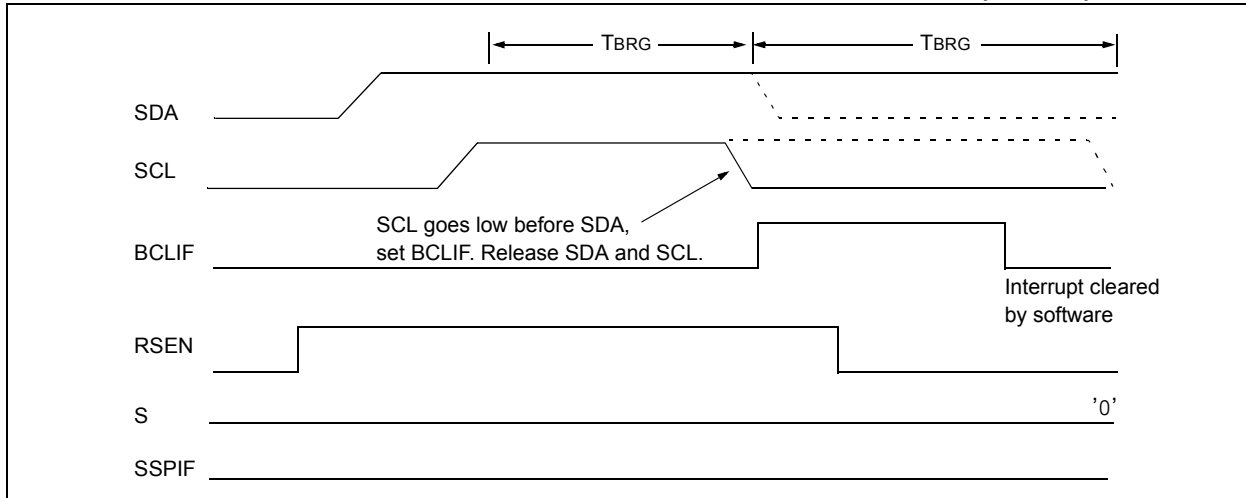 TBRG TBRG
SDA
SCL
SCL goes low before SDA,
set BCLIF. Release SDA and SCL.
BCLIF
Interrupt cleared
by software
RSEN
S '0'
SSPIF